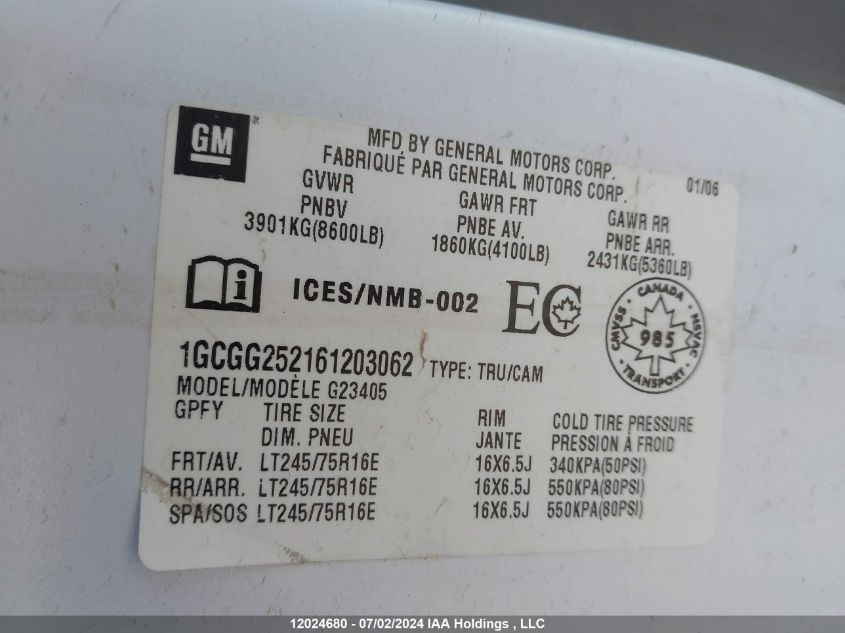 GM
MFD BY GENERAL MOTORS CORP.
FABRIQUÉ PAR GENERAL MOTORS CORP.
01/06
GVWR GAWR FRT GAWR RR
PNBV PNBE AV. PNBE ARR.
3901KG(8600LB) 1860KG(4100LB) 2431KG(5360LB)
i ICES/NMB-002 EC
CANADA
CMVSS 985 NSVAC
TRANSPORT
1GCGG252161203062 TYPE: TRU/CAM
MODEL/MODÈLE G23405
GPFY TIRE SIZE RIM COLD TIRE PRESSURE
DIM. PNEU JANTE PRESSION À FROID
FRT/AV. LT245/75R16E 16X6.5J 340KPA(50PSI)
RR/ARR. LT245/75R16E 16X6.5J 550KPA(80PSI)
SPA/SOS LT245/75R16E 16X6.5J 550KPA(80PSI)
12024680 - 07/02/2024 IAA Holdings , LLC